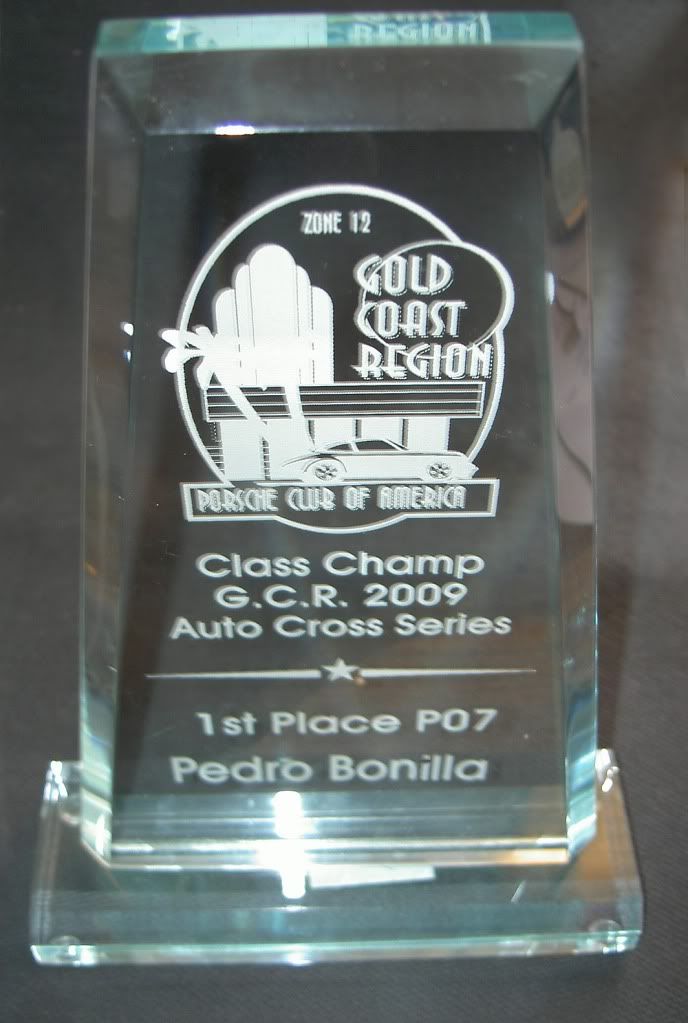 ZONE 12
GOLD
COAST
REGION
PORSCHE CLUB OF AMERICA
Class Champ
G.C.R. 2009
Auto Cross Series
1st Place P07
Pedro Bonilla